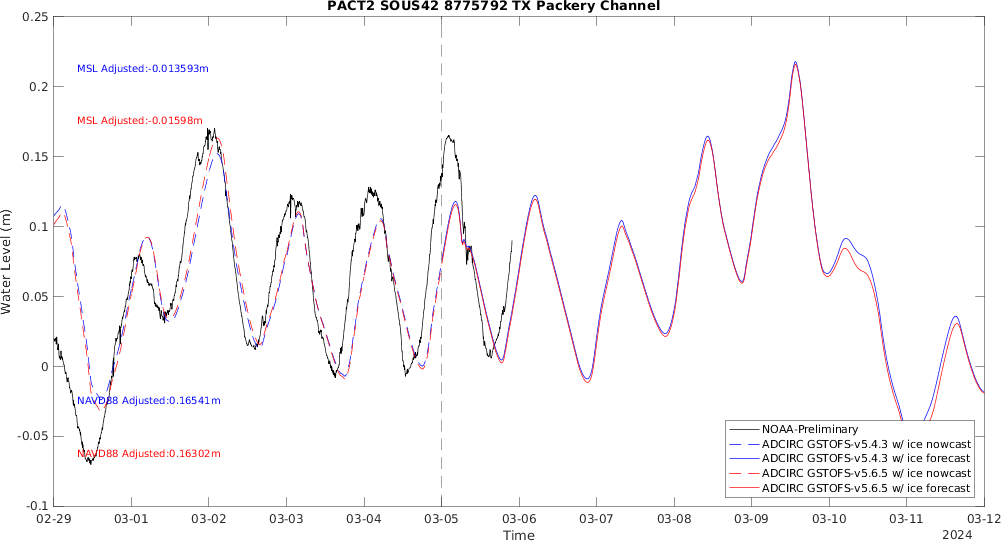 PACT2 SOUS42 8775792 TX Packery Channel
Water Level (m)
0.25
0.2
0.15
0.1
0.05
0
-0.05
-0.1
MSL Adjusted:-0.013593m
MSL Adjusted:-0.01598m
NAVD88 Adjusted:0.16541m
NAVD88 Adjusted:0.16302m
NOAA-Preliminary
ADCIRC GSTOFS-v5.4.3 w/ ice nowcast
ADCIRC GSTOFS-v5.4.3 w/ ice forecast
ADCIRC GSTOFS-v5.6.5 w/ ice nowcast
ADCIRC GSTOFS-v5.6.5 w/ ice forecast
02-29 03-01 03-02 03-03 03-04 03-05 03-06 03-07 03-08 03-09 03-10 03-11 03-12
Time
2024